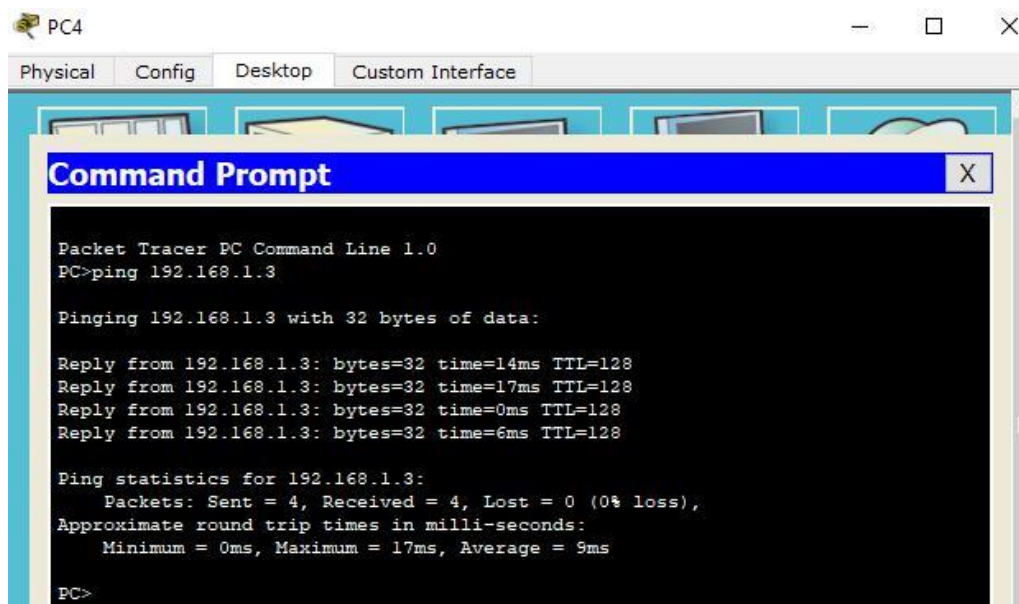 PC4
Physical Config Desktop Custom Interface
Command Prompt X
Packet Tracer PC Command Line 1.0
PC>ping 192.168.1.3
Pinging 192.168.1.3 with 32 bytes of data:
Reply from 192.168.1.3: bytes=32 time=14ms TTL=128
Reply from 192.168.1.3: bytes=32 time=17ms TTL=128
Reply from 192.168.1.3: bytes=32 time=0ms TTL=128
Reply from 192.168.1.3: bytes=32 time=6ms TTL=128
Ping statistics for 192.168.1.3:
Packets: Sent = 4, Received = 4, Lost = 0 (0% loss),
Approximate round trip times in milli-seconds:
Minimum = 0ms, Maximum = 17ms, Average = 9ms
PC>